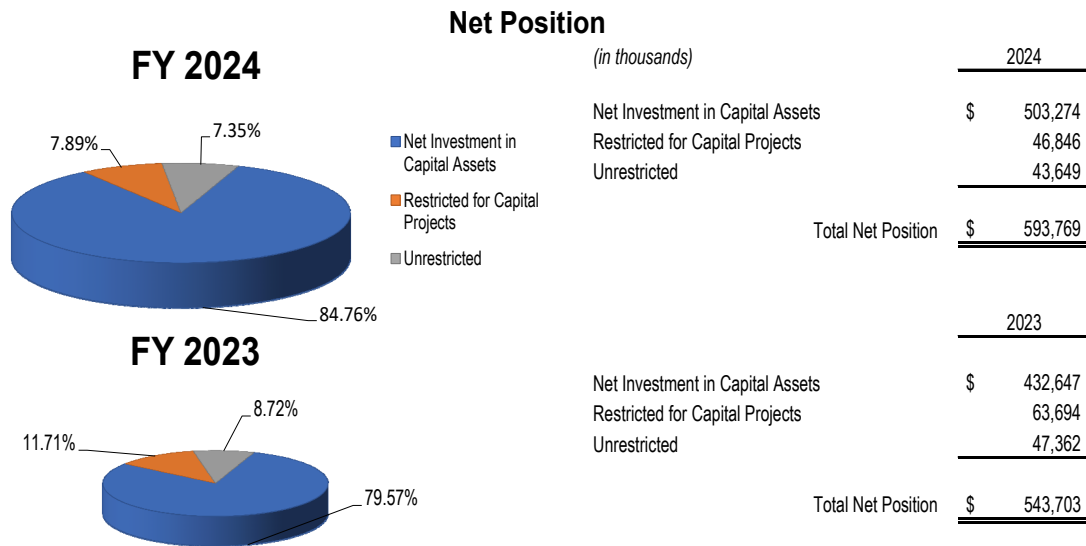 Net Position
FY 2024
7.89%
7.35%
84.76%
Net Investment in
Capital Assets
Restricted for Capital
Projects
Unrestricted
FY 2023
11.71%
8.72%
79.57%
(in thousands) 2024
Net Investment in Capital Assets $ 503,274
Restricted for Capital Projects 46,846
Unrestricted 43,649
Total Net Position $ 593,769
2023
Net Investment in Capital Assets $ 432,647
Restricted for Capital Projects 63,694
Unrestricted 47,362
Total Net Position $ 543,703